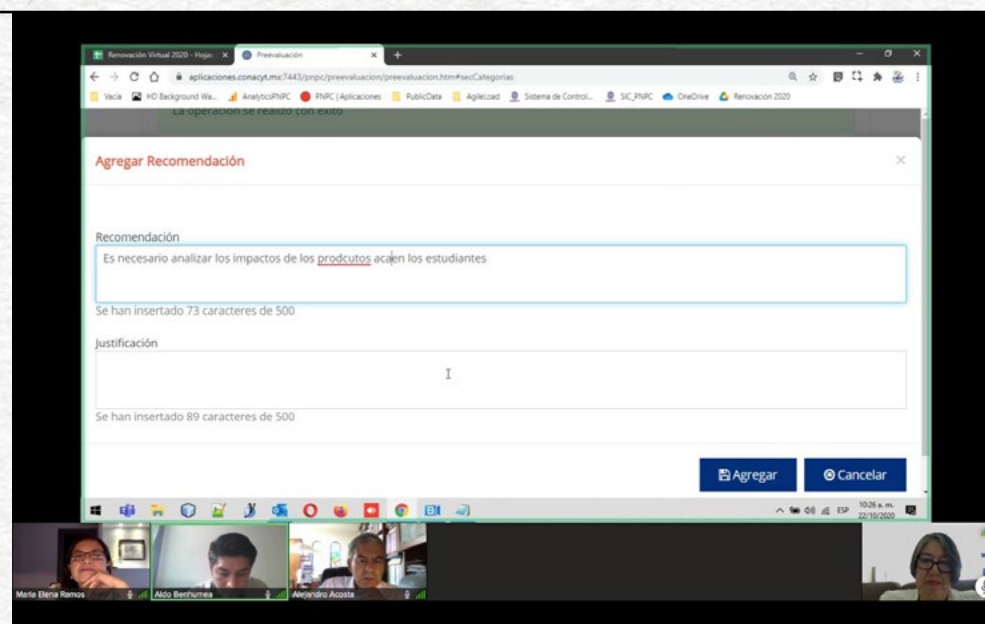 Renovación Virtual 2020 - Hojas
Preevaluación
aplicaciones.conacyt.mx:7443/pnpc/preevaluacion/preevaluacion.htm#secCategorias
Vacia HD Background Wa... AnalyticsPNPC PNPC | Aplicaciones PublicData AgileLoad Sistema de Control... SIC_PNPC OneDrive Renovación 2020
La operación se realizó con éxito
Agregar Recomendación
Recomendación
Es necesario analizar los impactos de los prodcutos acaen los estudiantes
Se han insertado 73 caracteres de 500
Justificación
Se han insertado 89 caracteres de 500
Agregar Cancelar
ESP 10:26 a. m.
22/10/2020
Maria Elena Ramos Aldo Benhumea Alejandro Acosta